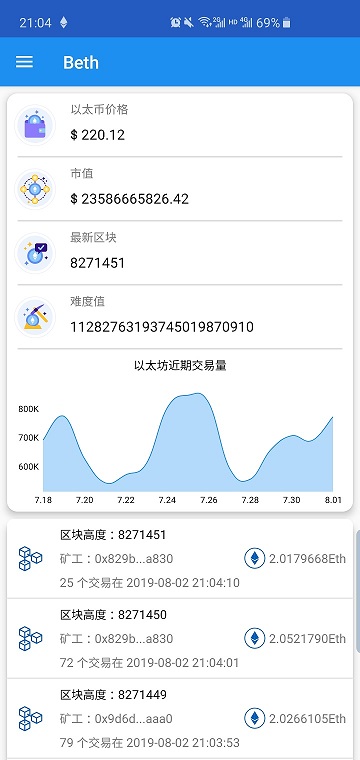 21:04 2G HD 4G 69%
Beth
以太币价格
$ 220.12
市值
$ 23586665826.42
最新区块
8271451
难度值
11282763193745019870910
以太坊近期交易量
800K
700K
600K
7.18 7.20 7.22 7.24 7.26 7.28 7.30 8.01
区块高度：8271451
矿工：0x829b...a830 2.0179668Eth
25 个交易在 2019-08-02 21:04:10
区块高度：8271450
矿工：0x829b...a830 2.0521790Eth
72 个交易在 2019-08-02 21:04:01
区块高度：8271449
矿工：0x9d6d...aaa0 2.0266105Eth
79 个交易在 2019-08-02 21:03:53